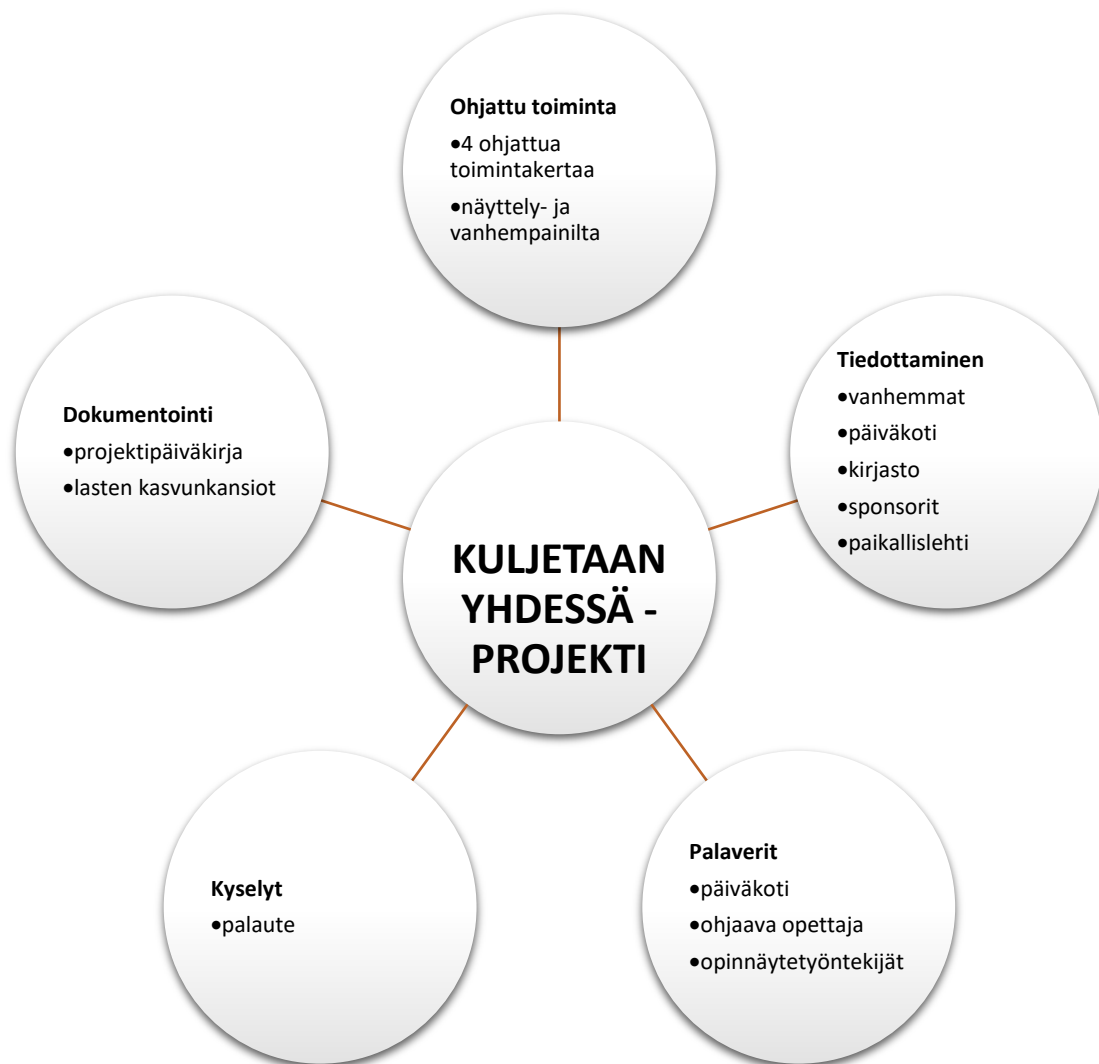 Ohjattu toiminta
•4 ohjattua
toimintakertaa
•näyttely- ja
vanhempainilta
Tiedottaminen
•vanhemmat
•päiväkoti
•kirjasto
•sponsorit
•paikallislehti
Dokumentointi
•projektipäiväkirja
•lasten kasvunkansiot
KULJETAAN
YHDESSÄ -
PROJEKTI
Palaverit
•päiväkoti
•ohjaava opettaja
•opinnäytetyöntekijät
Kyselyt
•palaute